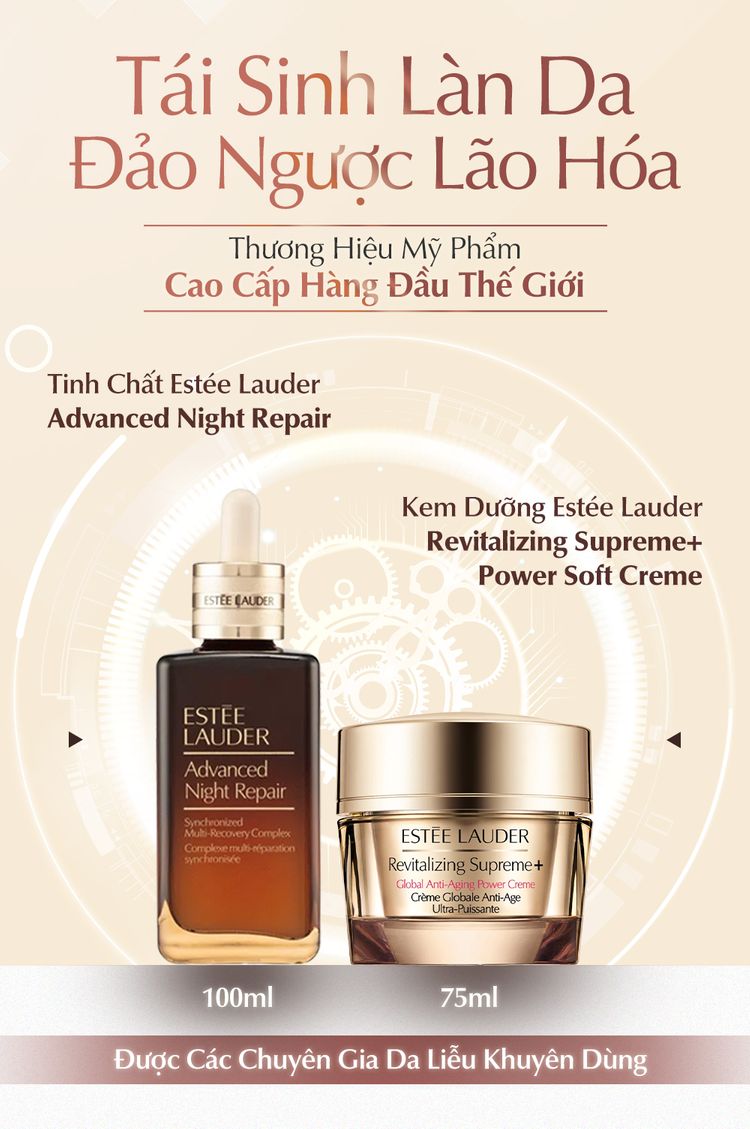 Tái Sinh Làn Da
Đảo Ngược Lão Hóa
Thương Hiệu Mỹ Phẩm
Cao Cấp Hàng Đầu Thế Giới
Tinh Chất Estée Lauder
Advanced Night Repair
Kem Dưỡng Estée Lauder
Revitalizing Supreme+
Power Soft Creme
ESTĒE LAUDER
ESTĒE
LAUDER
Advanced
Night Repair
Synchronized
Multi-Recovery Complex
Complexe multi-réparation
synchronisée
ESTĒE LAUDER
Revitalizing Supreme+
Global Anti-Aging Power Creme
Crème Globale Anti-Age
Ultra-Puissante
100ml
75ml
Được Các Chuyên Gia Da Liễu Khuyên Dùng